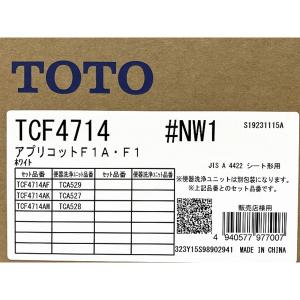 TOTO
TCF4714 #NW1 S19231115A
アプリコットF1A・F1
ホワイト
JIS A 4422 シート形用
セット品番 便器洗浄ユニット品番 セット品番 便器洗浄ユニット品番
TCF4714AF TCA529
TCF4714AK TCA527
TCF4714AM TCA528
※便器洗浄ユニットは別包装になります。
※上記品番とのセット品番です。
販売店様用
323Y15S98902941 MADE IN CHINA
4 940577 977007
MADE IN CHINA